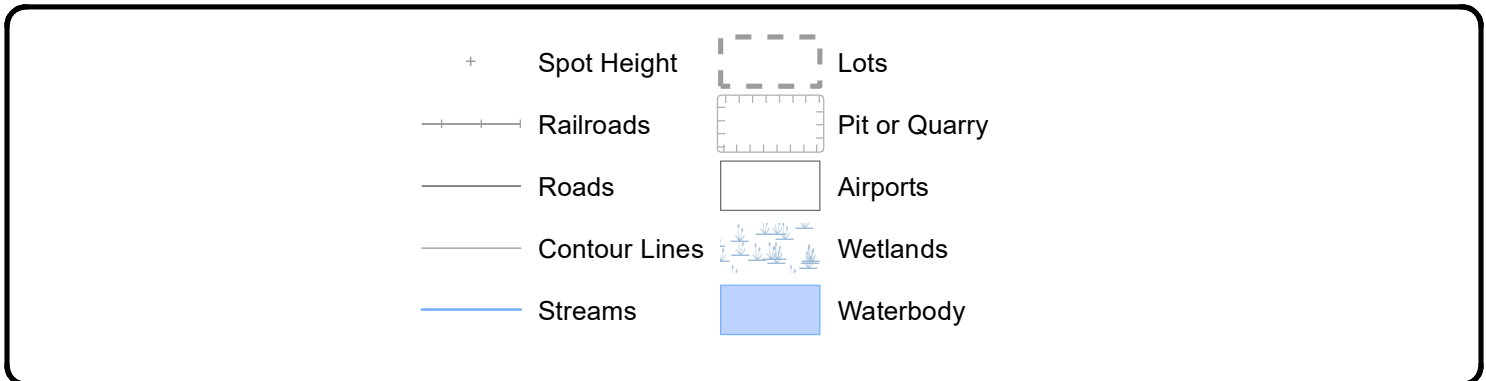 Spot Height
Railroads
Roads
Contour Lines
Streams
Lots
Pit or Quarry
Airports
Wetlands
Waterbody